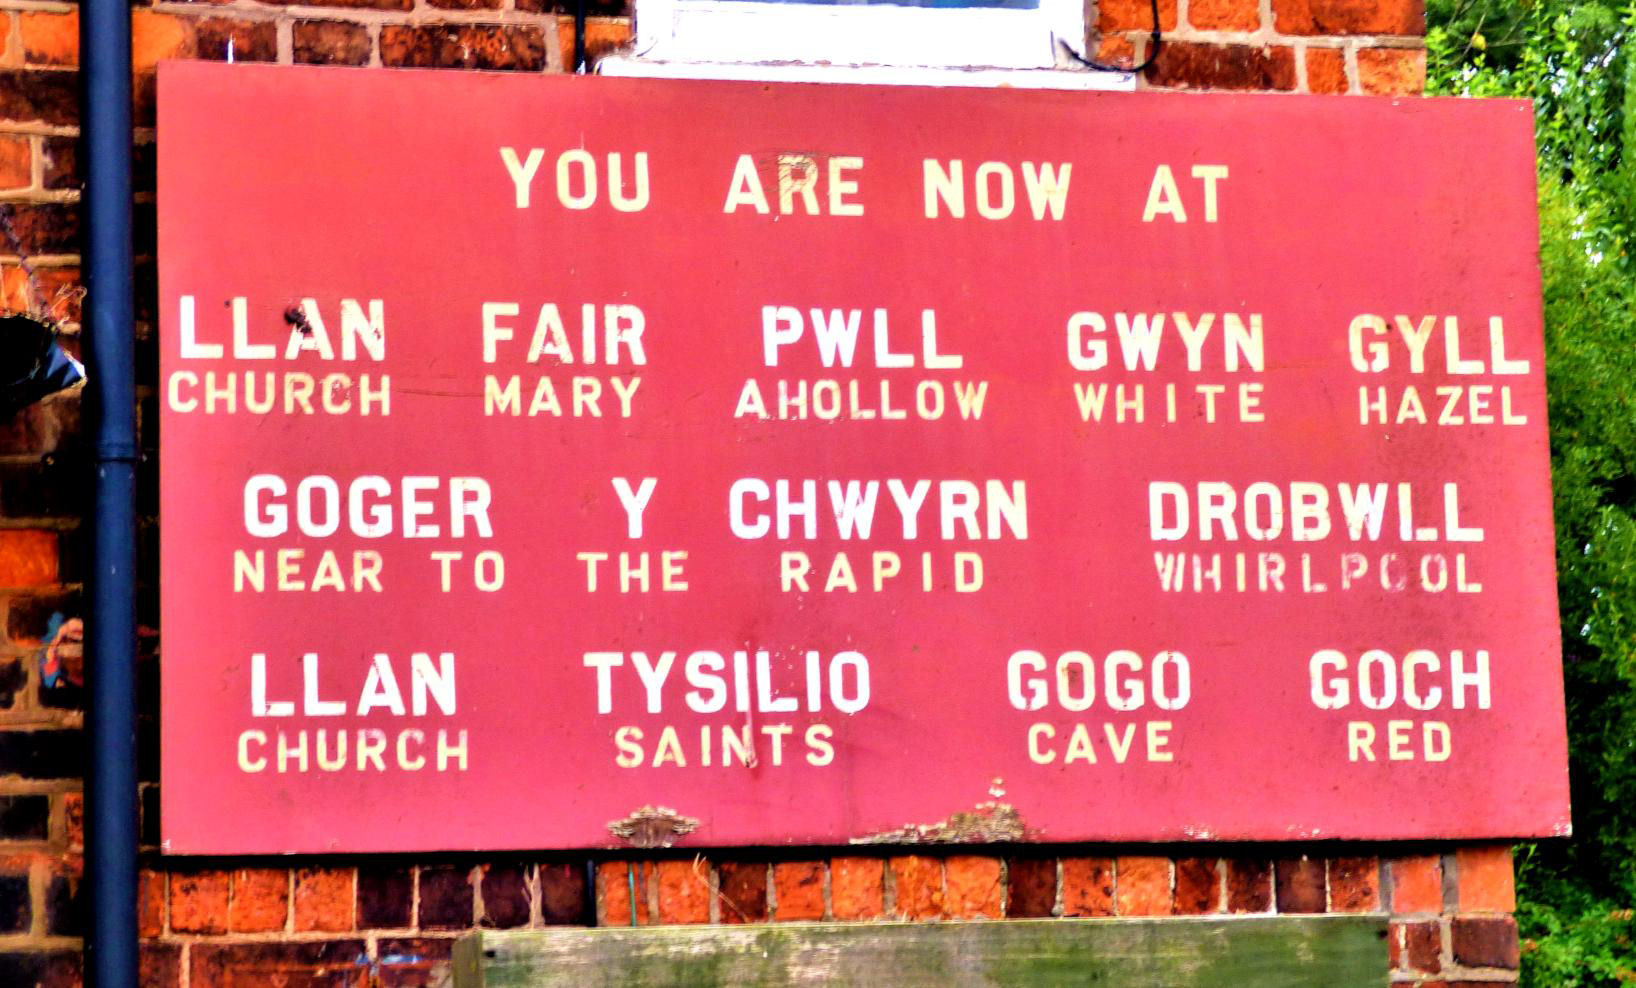 YOU ARE NOW AT
LLAN FAIR PWLL GWYN GYLL
CHURCH MARY AHOLLOW WHITE HAZEL
GOGER Y CHWYRN DROBWLL
NEAR TO THE RAPID WHIRLPOOL
LLAN TYSILIO GOGO GOCH
CHURCH SAINTS CAVE RED